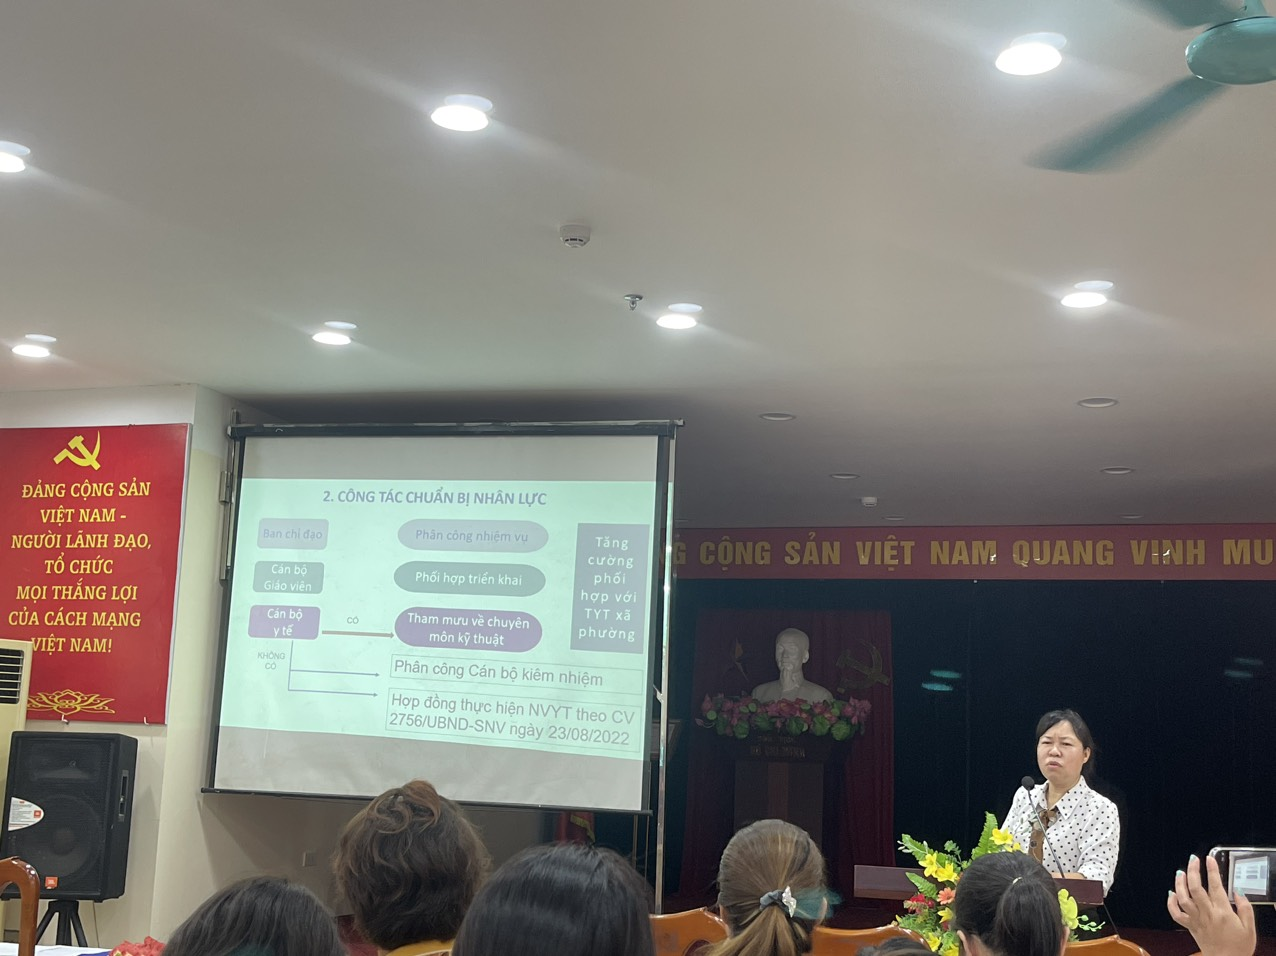 ĐẢNG CỘNG SẢN
VIỆT NAM -
NGƯỜI LÃNH ĐẠO,
TỔ CHỨC
MỌI THẮNG LỢI
CỦA CÁCH MẠNG
VIỆT NAM!
2. CÔNG TÁC CHUẨN BỊ NHÂN LỰC
Ban chỉ đạo
Phân công nhiệm vụ
Cán bộ
Giáo viên
Phối hợp triển khai
Cán bộ
y tế
CÓ
Tham mưu về chuyên
môn kỹ thuật
Tăng
cường
phối
hợp với
TYT xã
phường
KHÔNG
CÓ
Phân công Cán bộ kiêm nhiệm
Hợp đồng thực hiện NVYT theo CV
2756/UBND-SNV ngày 23/08/2022
CỘNG SẢN VIỆT NAM QUANG VINH MU
JBL